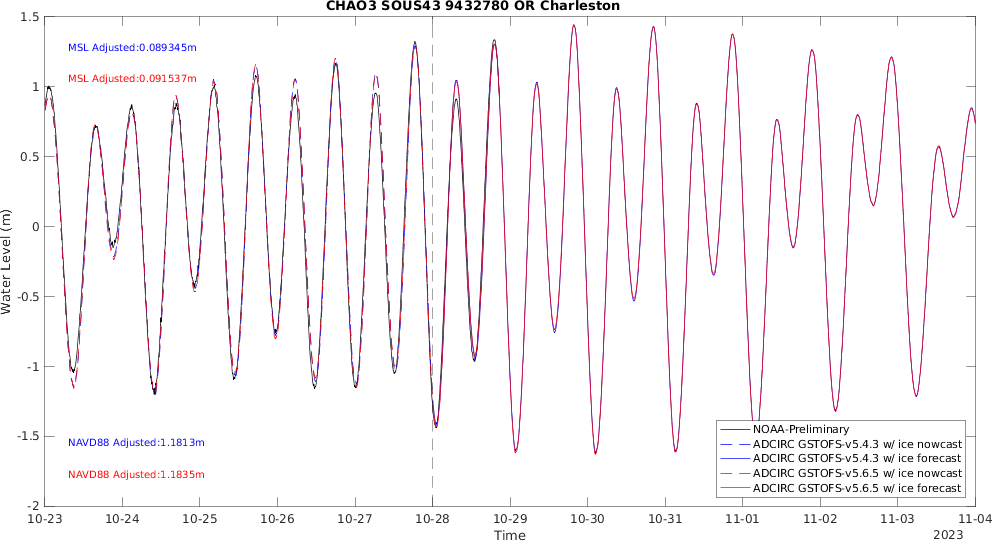 CHAO3 SOUS43 9432780 OR Charleston
1.5
1
0.5
0
-0.5
-1
-1.5
-2
Water Level (m)
MSL Adjusted:0.089345m
MSL Adjusted:0.091537m
NAVD88 Adjusted:1.1813m
NAVD88 Adjusted:1.1835m
NOAA-Preliminary
ADCIRC GSTOFS-v5.4.3 w/ ice nowcast
ADCIRC GSTOFS-v5.4.3 w/ ice forecast
ADCIRC GSTOFS-v5.6.5 w/ ice nowcast
ADCIRC GSTOFS-v5.6.5 w/ ice forecast
10-23 10-24 10-25 10-26 10-27 10-28 10-29 10-30 10-31 11-01 11-02 11-03 11-04
Time
2023